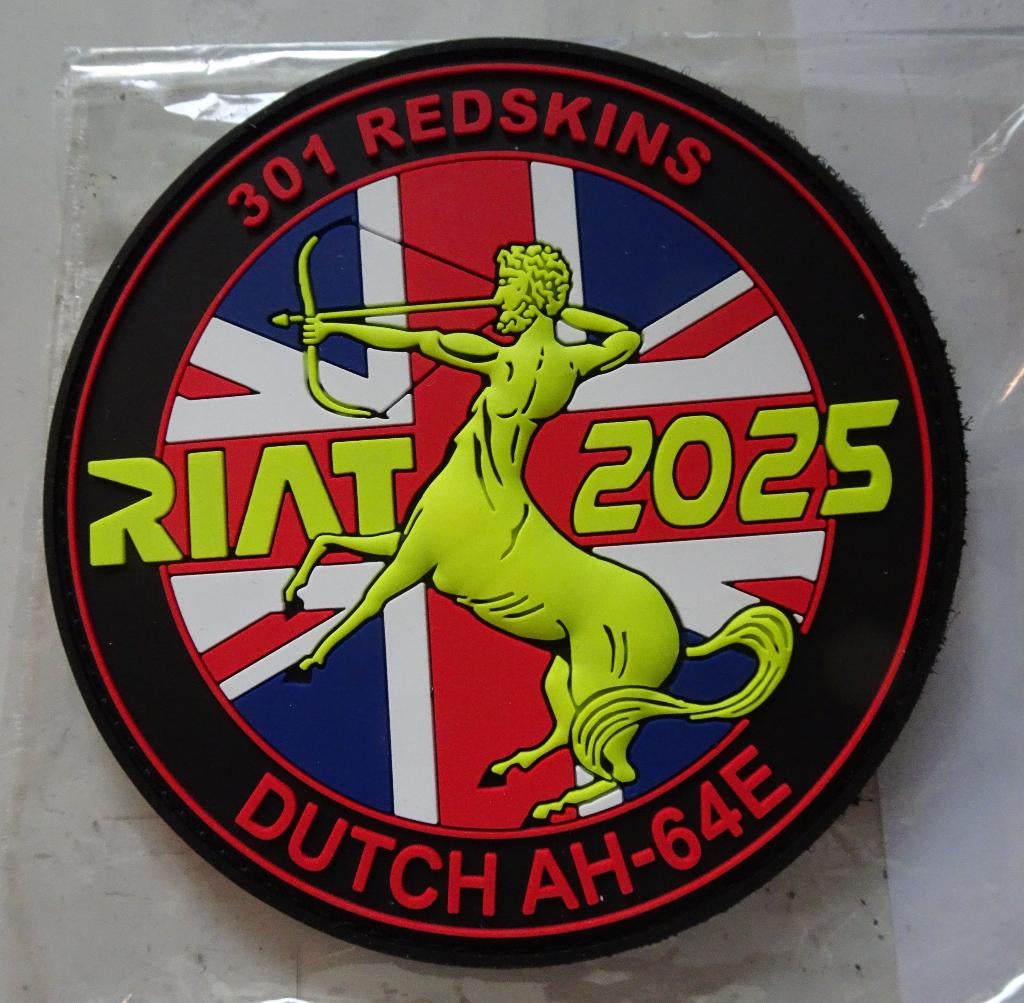 301 REDSKINS
RIAT 2025
DUTCH AH-64E